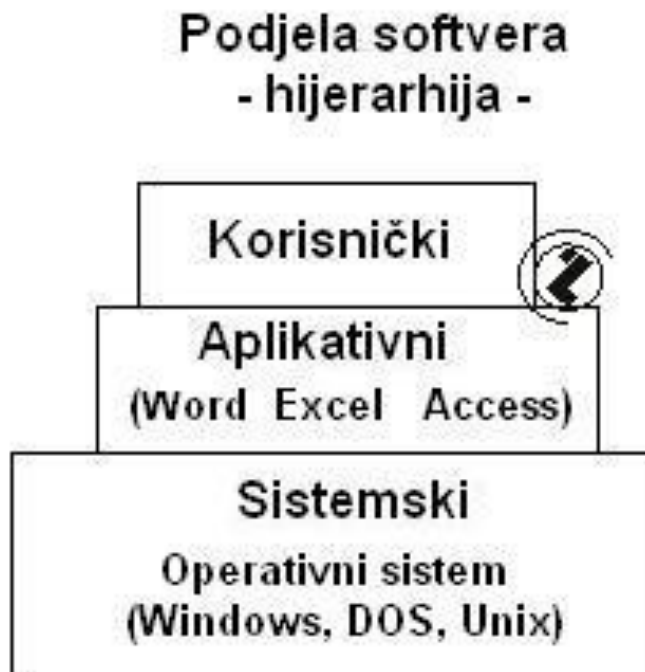 Podjela softvera
- hijerarhija -
Korisnički
Aplikativni
(Word Excel Access)
Sistemski
Operativni sistem
(Windows, DOS, Unix)